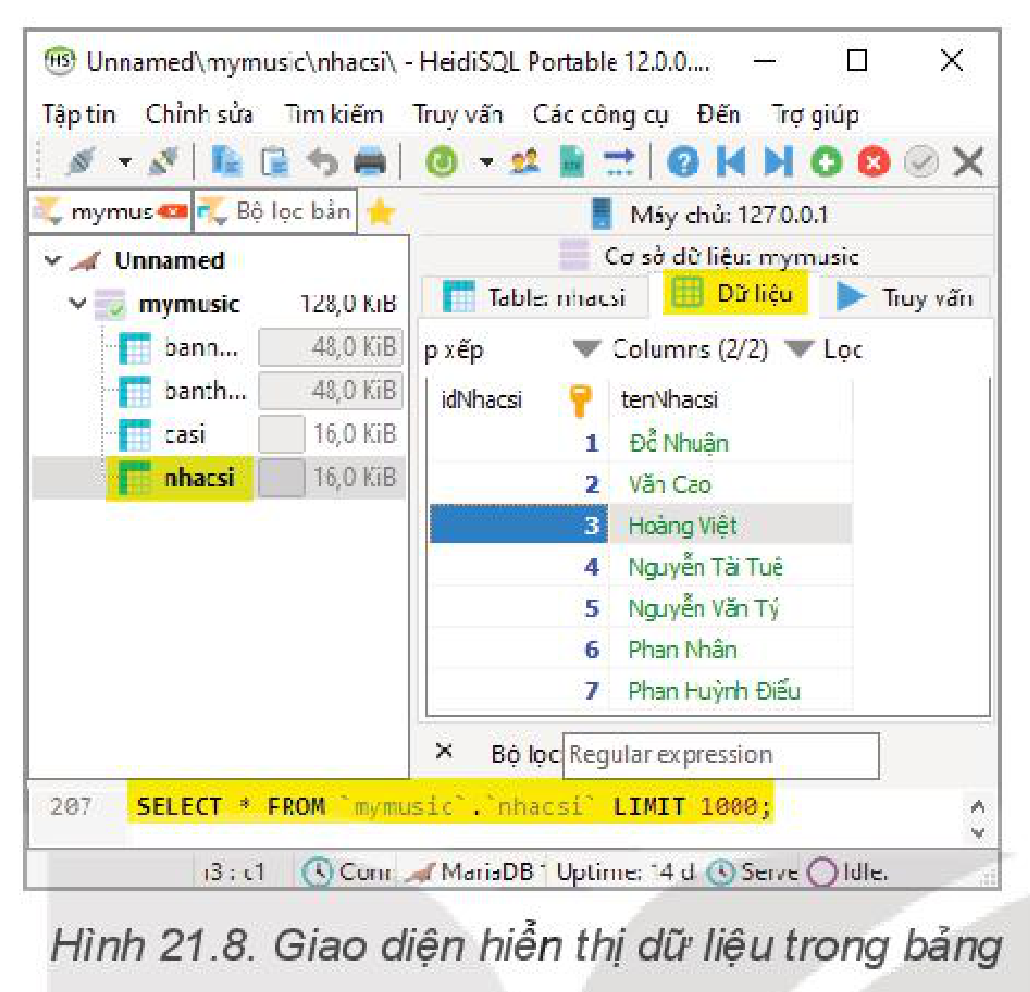 HS Unnamed\mymusic\nhacsi\ - HeidiSQL Portable 12.0.0....
Tập tin Chỉnh sửa Tìm kiếm Truy vấn Các công cụ Đến Trợ giúp
mymus Bộ lọc bản
Máy chủ: 127.0.0.1
Cơ sở dữ liệu: mymusic
Table: nhacsi Dữ liệu Truy vấn
Unnamed
mymusic 128,0 KiB
bann... 48,0 KiB
banth... 48,0 KiB
casi 16,0 KiB
nhacsi 16,0 KiB
p xếp Columns (2/2) Lọc
idNhacsi tenNhacsi
1 Đỗ Nhuận
2 Văn Cao
3 Hoàng Việt
4 Nguyễn Tài Tuệ
5 Nguyễn Văn Tý
6 Phan Nhân
7 Phan Huỳnh Điểu
× Bộ lọc Regular expression
207 SELECT * FROM `mymusic`.`nhacsi` LIMIT 1000;
r3 : c1 Conr MariaDB Uptime: 14 d Serve Idle.
Hình 21.8. Giao diện hiển thị dữ liệu trong bảng